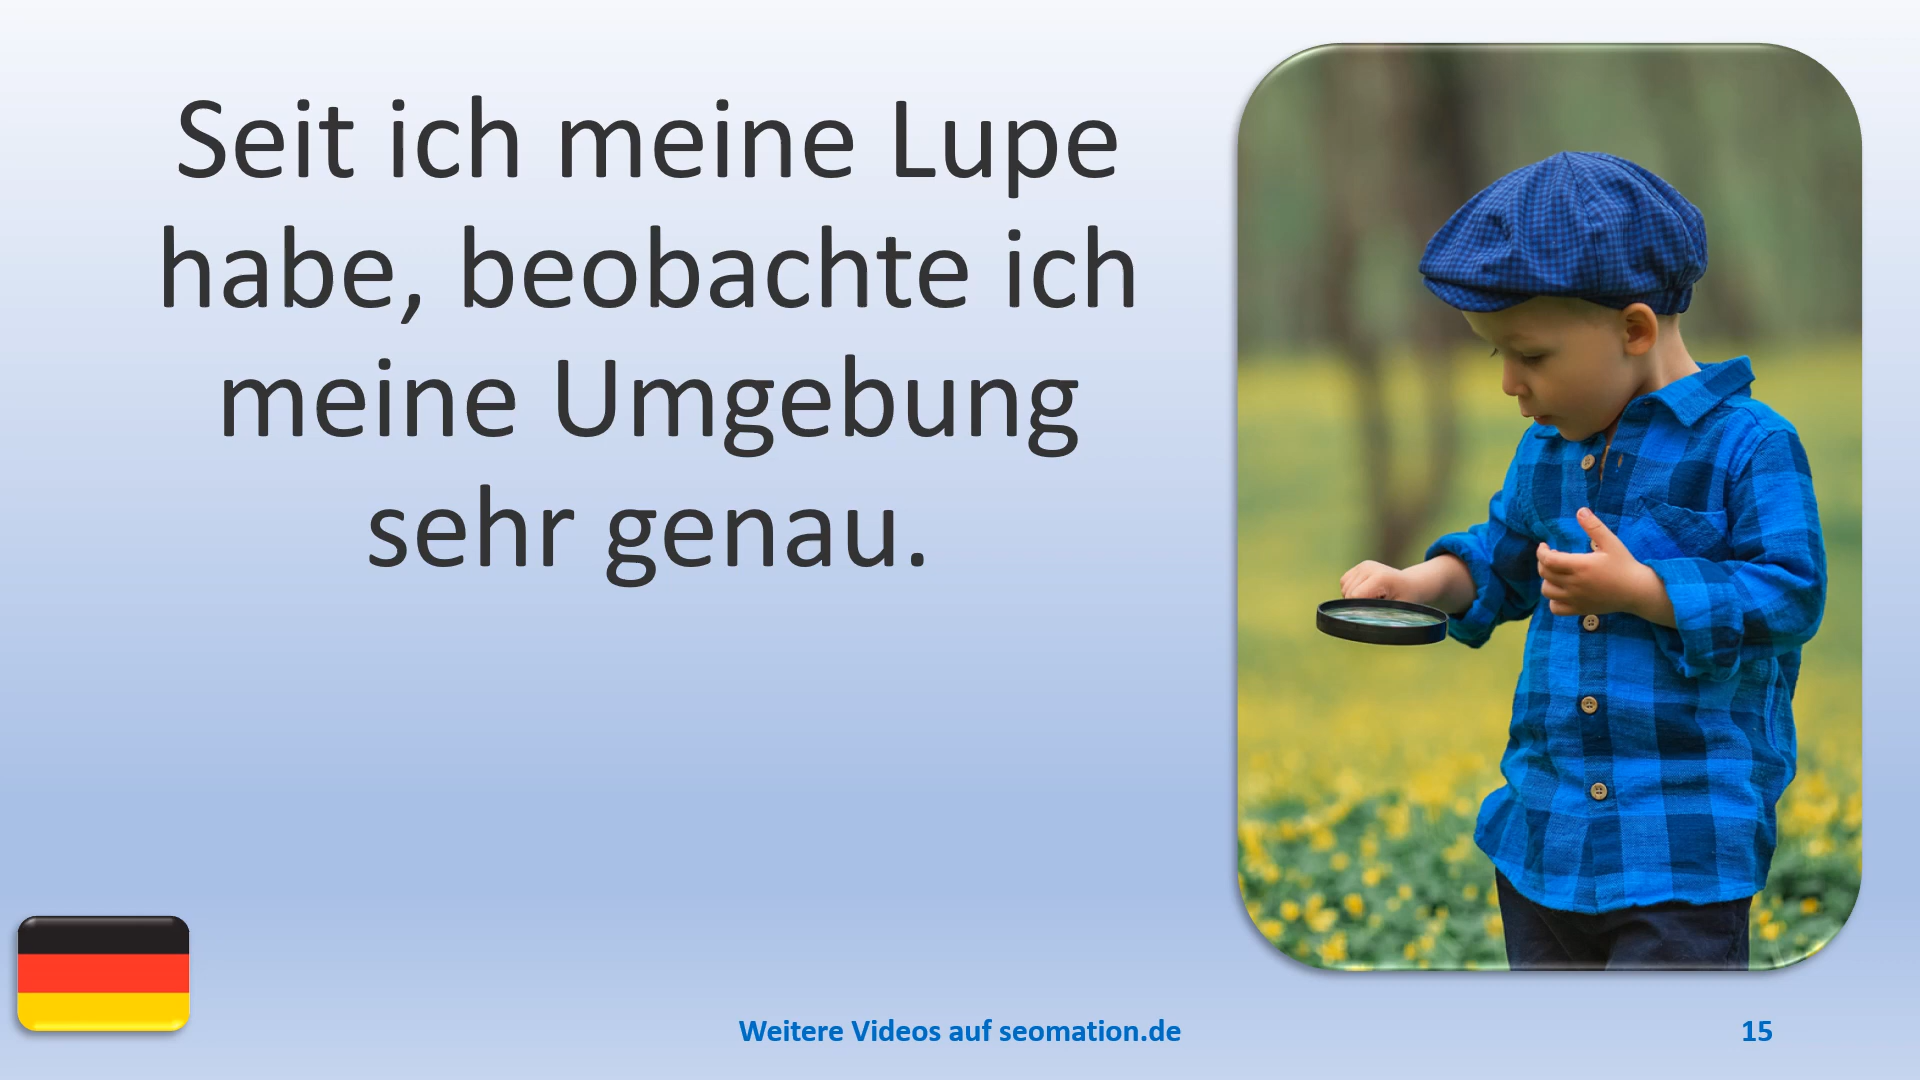 Seit ich meine Lupe
habe, beobachte ich
meine Umgebung
sehr genau.
Weitere Videos auf seomation.de
15